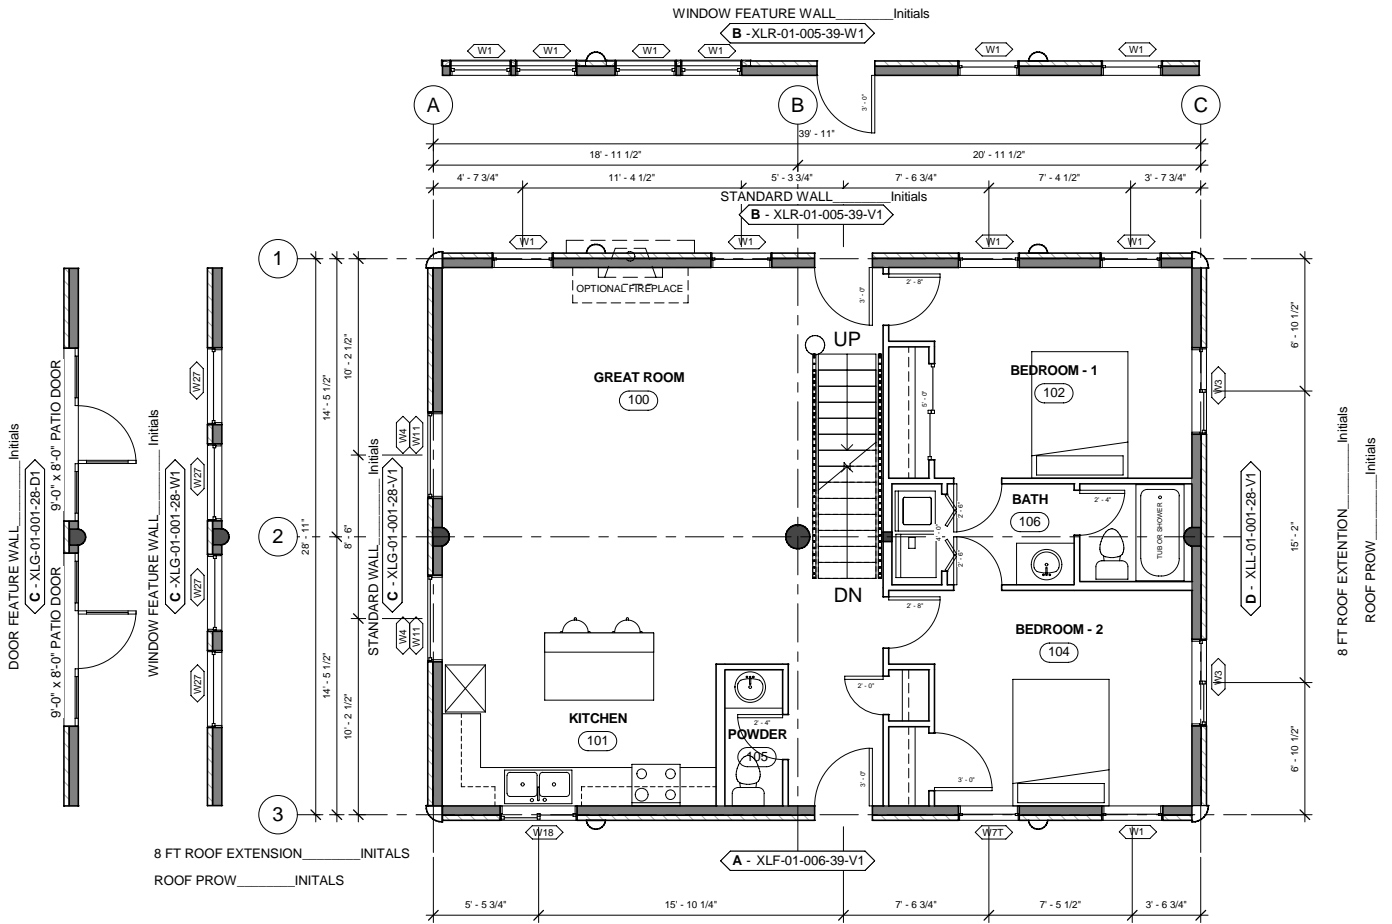 WINDOW FEATURE WALL________Initials
B - XLR-01-005-39-W1
W1 W1 W1 W1 W1 W1
A B C
3' - 0"
39' - 11"
18' - 11 1/2" 20' - 11 1/2"
4' - 7 3/4" 11' - 4 1/2" 5' - 3 3/4" 7' - 6 3/4" 7' - 4 1/2" 3' - 7 3/4"
STANDARD WALL________Initials
B - XLR-01-005-39-V1
W1 W1 W1 W1
1
2
3
OPTIONAL FIREPLACE
3' - 0"
2' - 8"
UP
GREAT ROOM
100
BEDROOM - 1
102
5' - 0"
DOOR FEATURE WALL________Initials
C - XLG-01-001-28-D1
9'-0" x 8'-0" PATIO DOOR
9'-0" x 8'-0" PATIO DOOR
WINDOW FEATURE WALL________Initials
C - XLG-01-001-28-W1
W27
W27
W27
W27
28' - 11"
14' - 5 1/2"
14' - 5 1/2"
10' - 2 1/2"
8' - 6"
10' - 2 1/2"
STANDARD WALL________Initials
C - XLG-01-001-28-V1
W4 W11
W4 W11
BATH
106
2' - 4"
2' - 6"
4' - 0"
2' - 6"
TUB OR SHOWER
DN
2' - 8"
BEDROOM - 2
104
2' - 0"
3' - 0"
KITCHEN
101
2' - 4"
POWDER
105
3' - 0"
D - XLL-01-001-28-V1
W3
W3
6' - 10 1/2"
15' - 2"
6' - 10 1/2"
8 FT ROOF EXTENTION________Initials
ROOF PROW________Initials
W18 W7T W1
8 FT ROOF EXTENSION________INITALS
ROOF PROW________INITALS
A - XLF-01-006-39-V1
5' - 5 3/4" 15' - 10 1/4" 7' - 6 3/4" 7' - 5 1/2" 3' - 6 3/4"